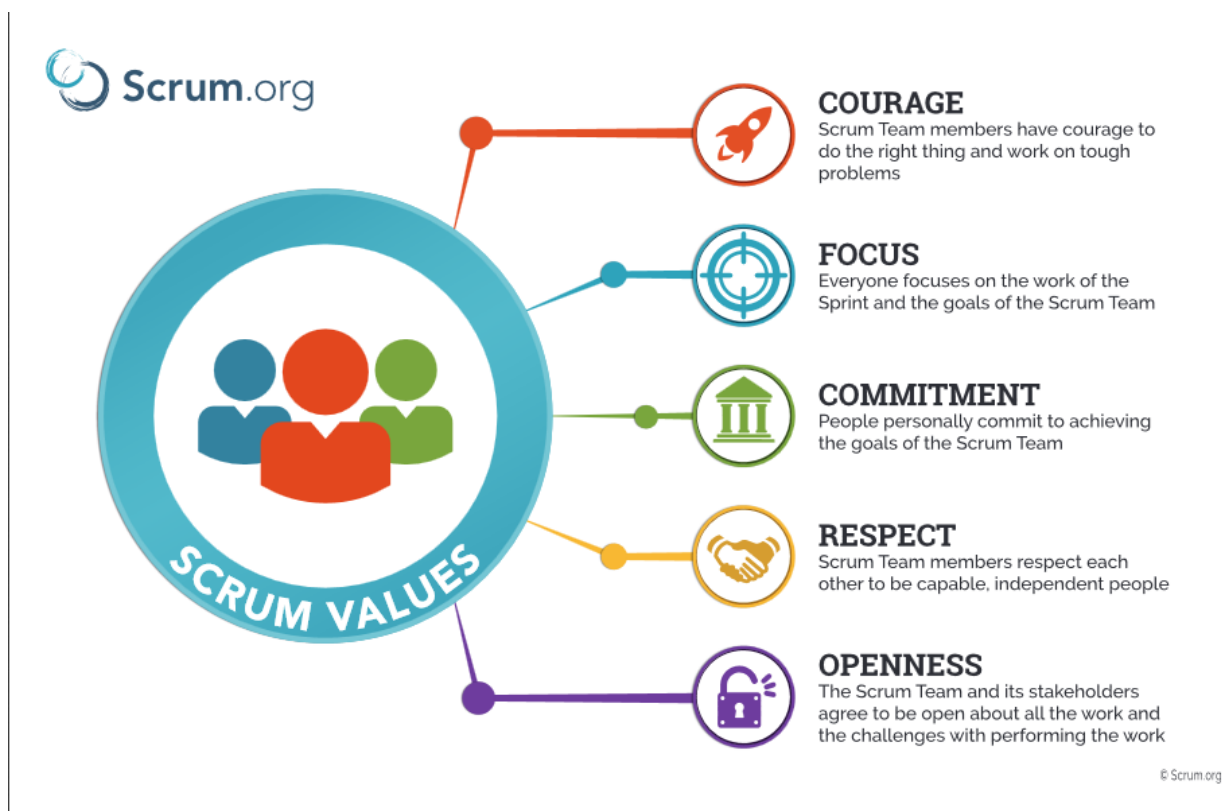 Scrum.org
COURAGE
Scrum Team members have courage to
do the right thing and work on tough
problems
FOCUS
Everyone focuses on the work of the
Sprint and the goals of the Scrum Team
COMMITMENT
People personally commit to achieving
the goals of the Scrum Team
RESPECT
Scrum Team members respect each
other to be capable, independent people
OPENNESS
The Scrum Team and its stakeholders
agree to be open about all the work and
the challenges with performing the work
SCRUM VALUES
© Scrum.org